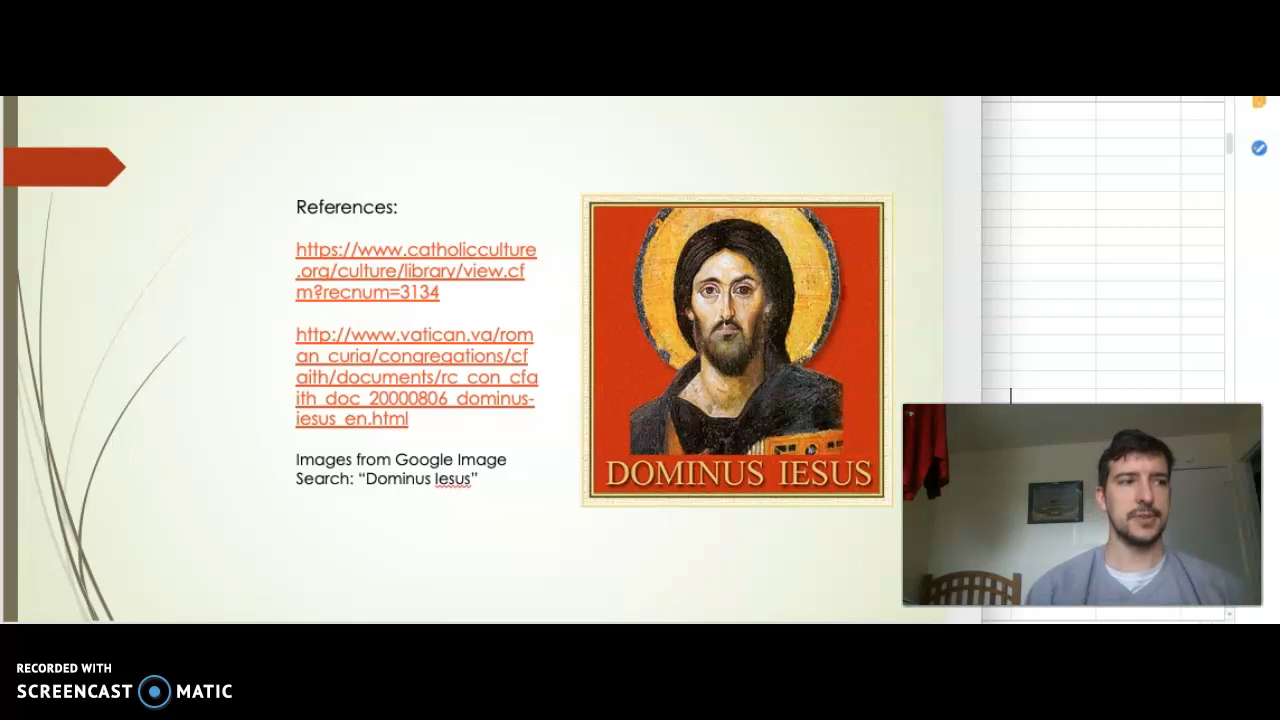 References:
https://www.catholicculture
.org/culture/library/view.cf
m?recnum=3134
http://www.vatican.va/rom
an_curia/congregations/cf
aith/documents/rc_con_cfa
ith_doc_20000806_dominus-
iesus_en.html
Images from Google Image
Search: “Dominus Iesus”
DOMINUS IESUS
RECORDED WITH
SCREENCAST MATIC